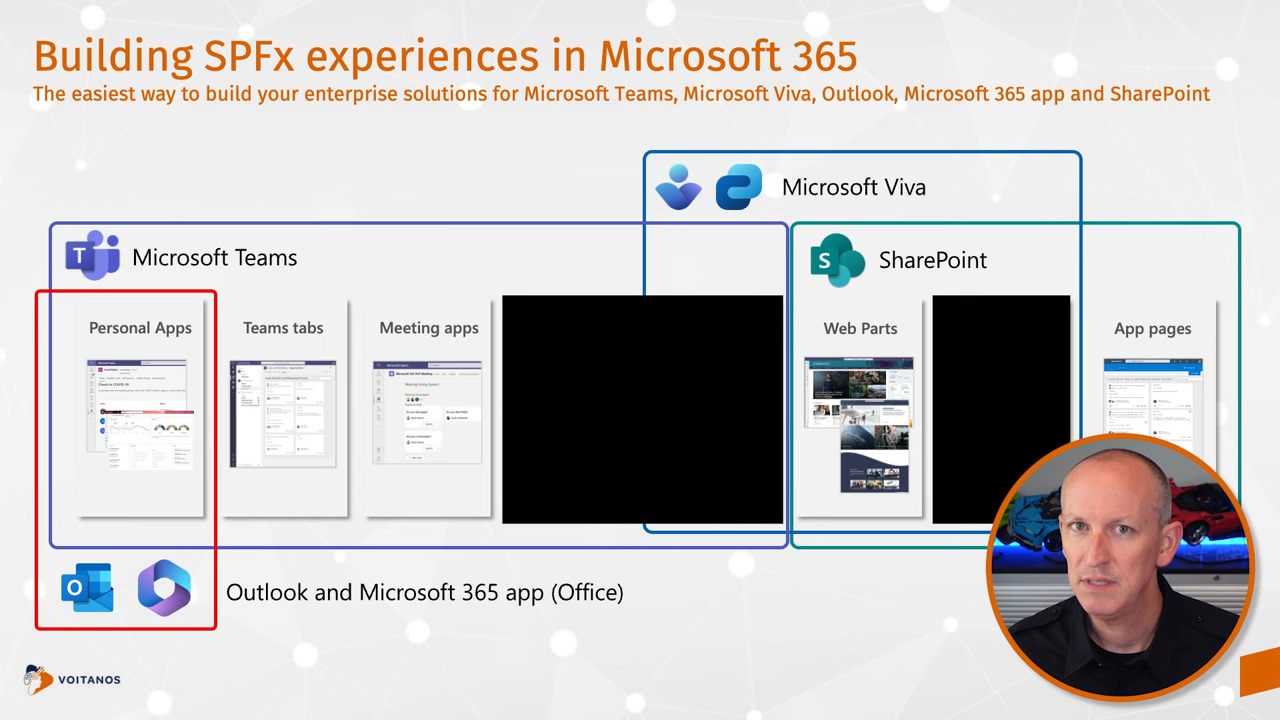 Building SPFx experiences in Microsoft 365
The easiest way to build your enterprise solutions for Microsoft Teams, Microsoft Viva, Outlook, Microsoft 365 app and SharePoint
Microsoft Viva
T
Microsoft Teams
S
SharePoint
Personal Apps
Teams tabs
Meeting apps
Web Parts
App pages
O
Outlook and Microsoft 365 app (Office)
VOITANOS